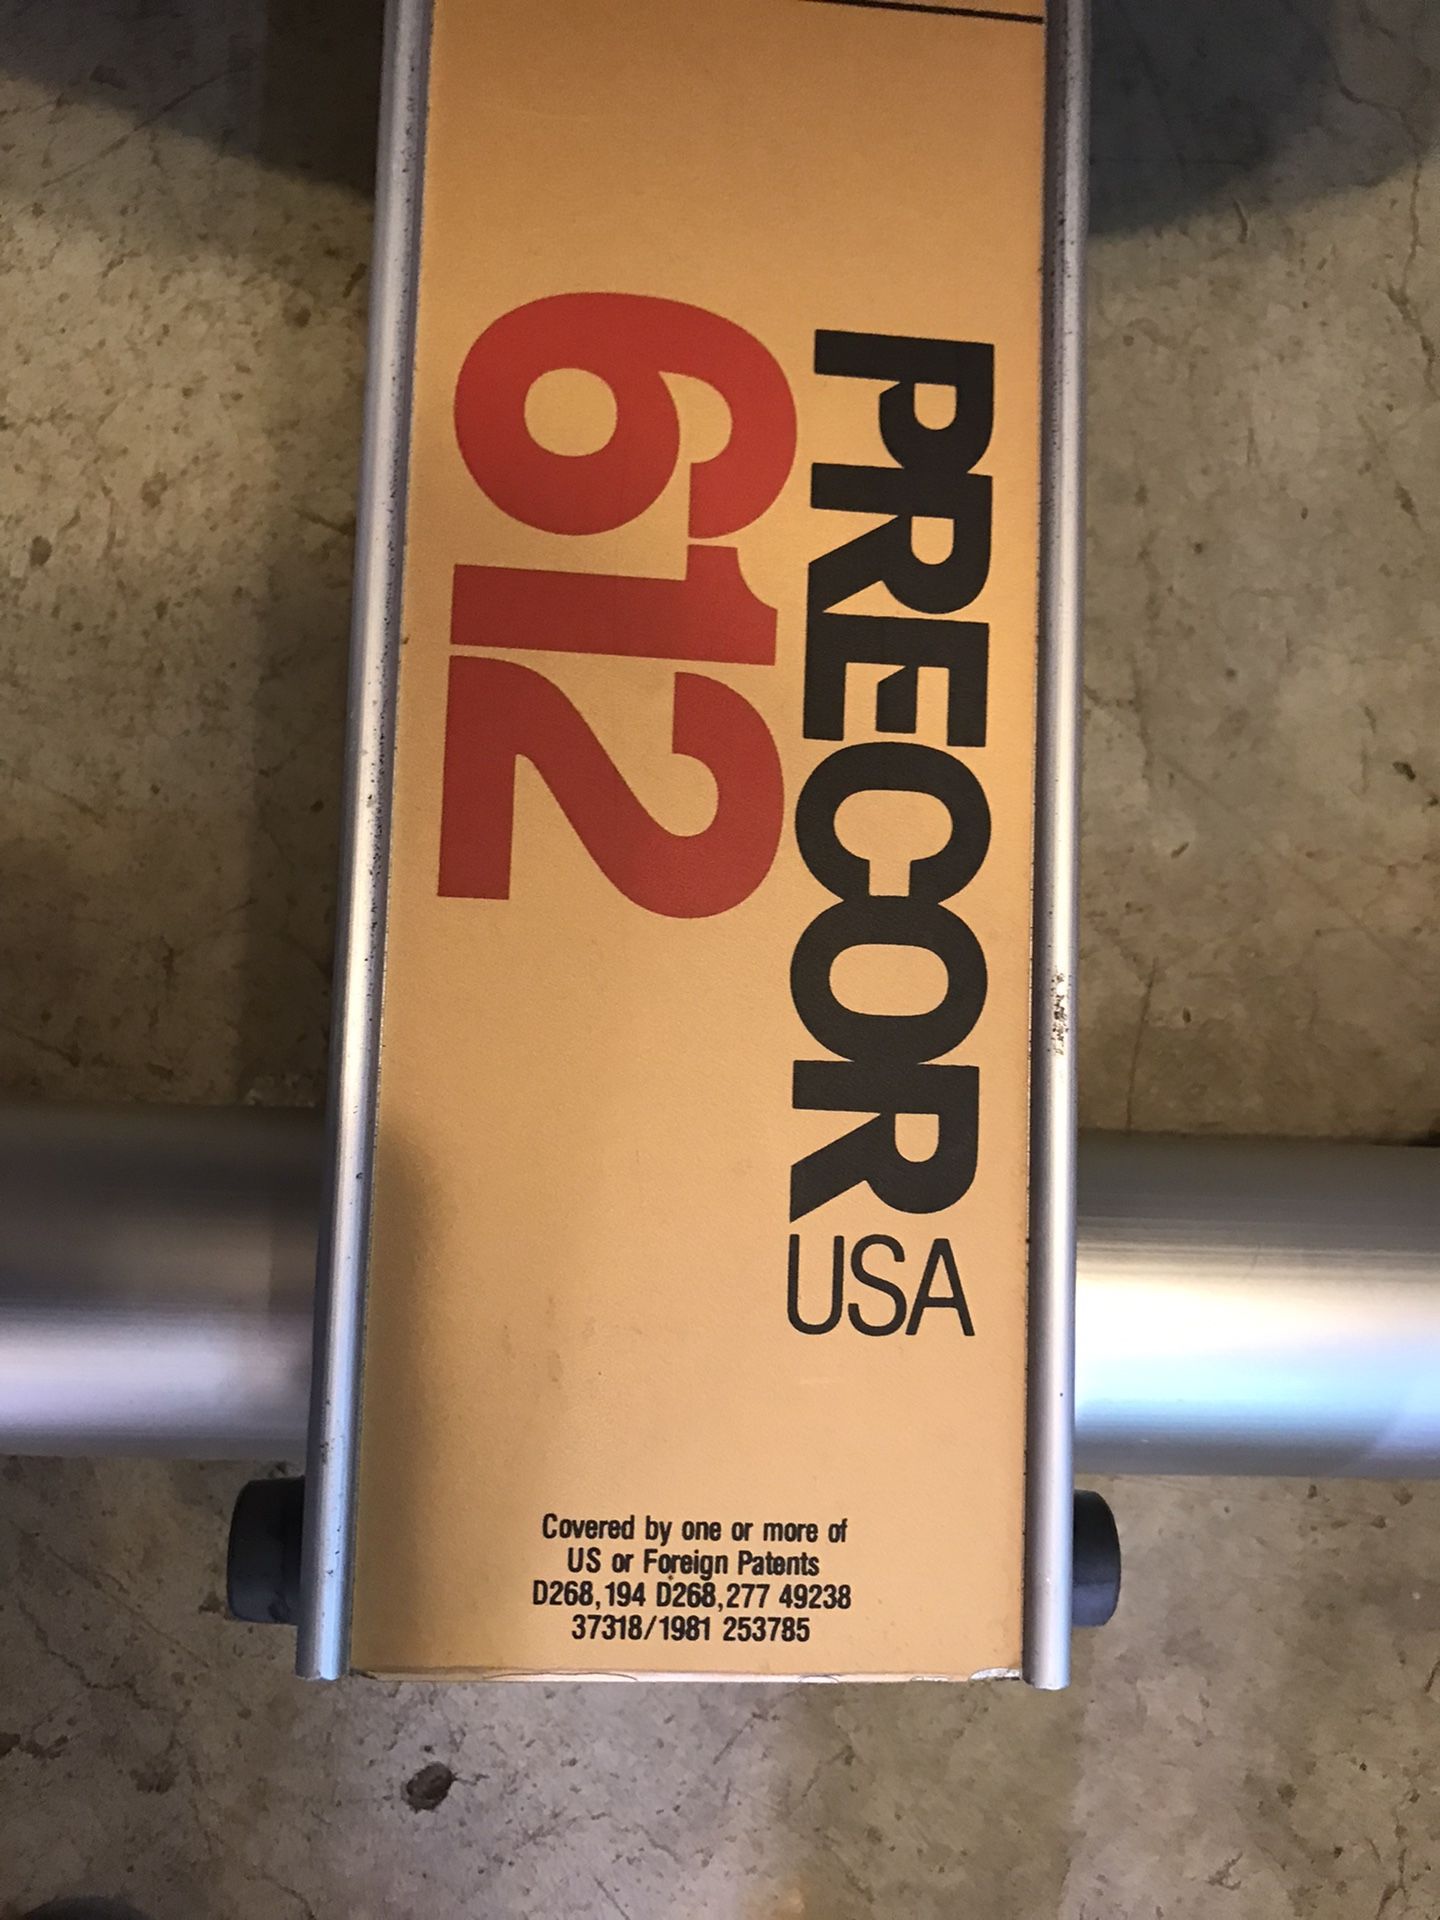 PRECOR USA
612
Covered by one or more of
US or Foreign Patents
D268,194 D268,277 49238
37318/1981 253785